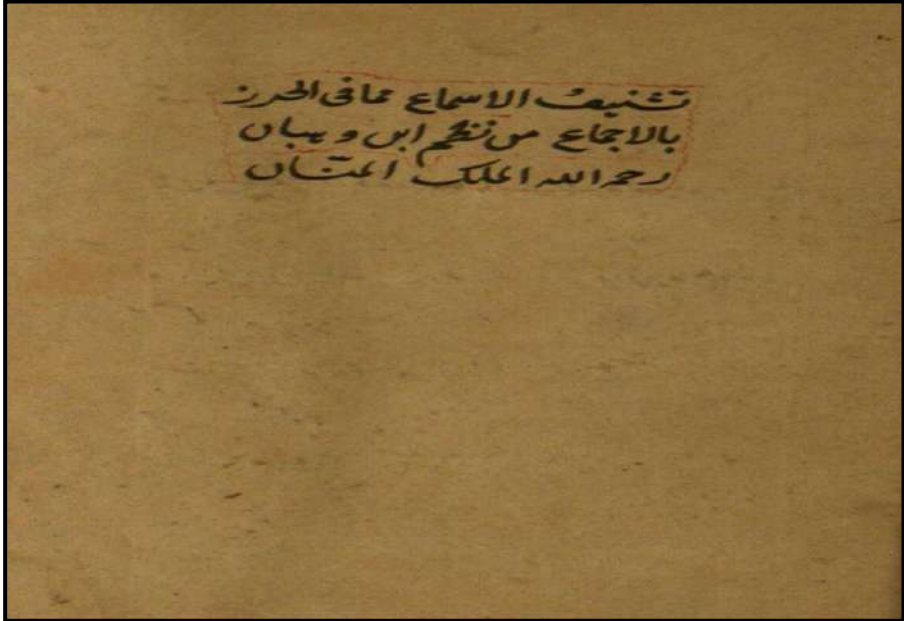 تشنيف الاسماع مما فى الحرز
بالاجماع من نظم ابن وهبان
رحمه الله الملك المنان